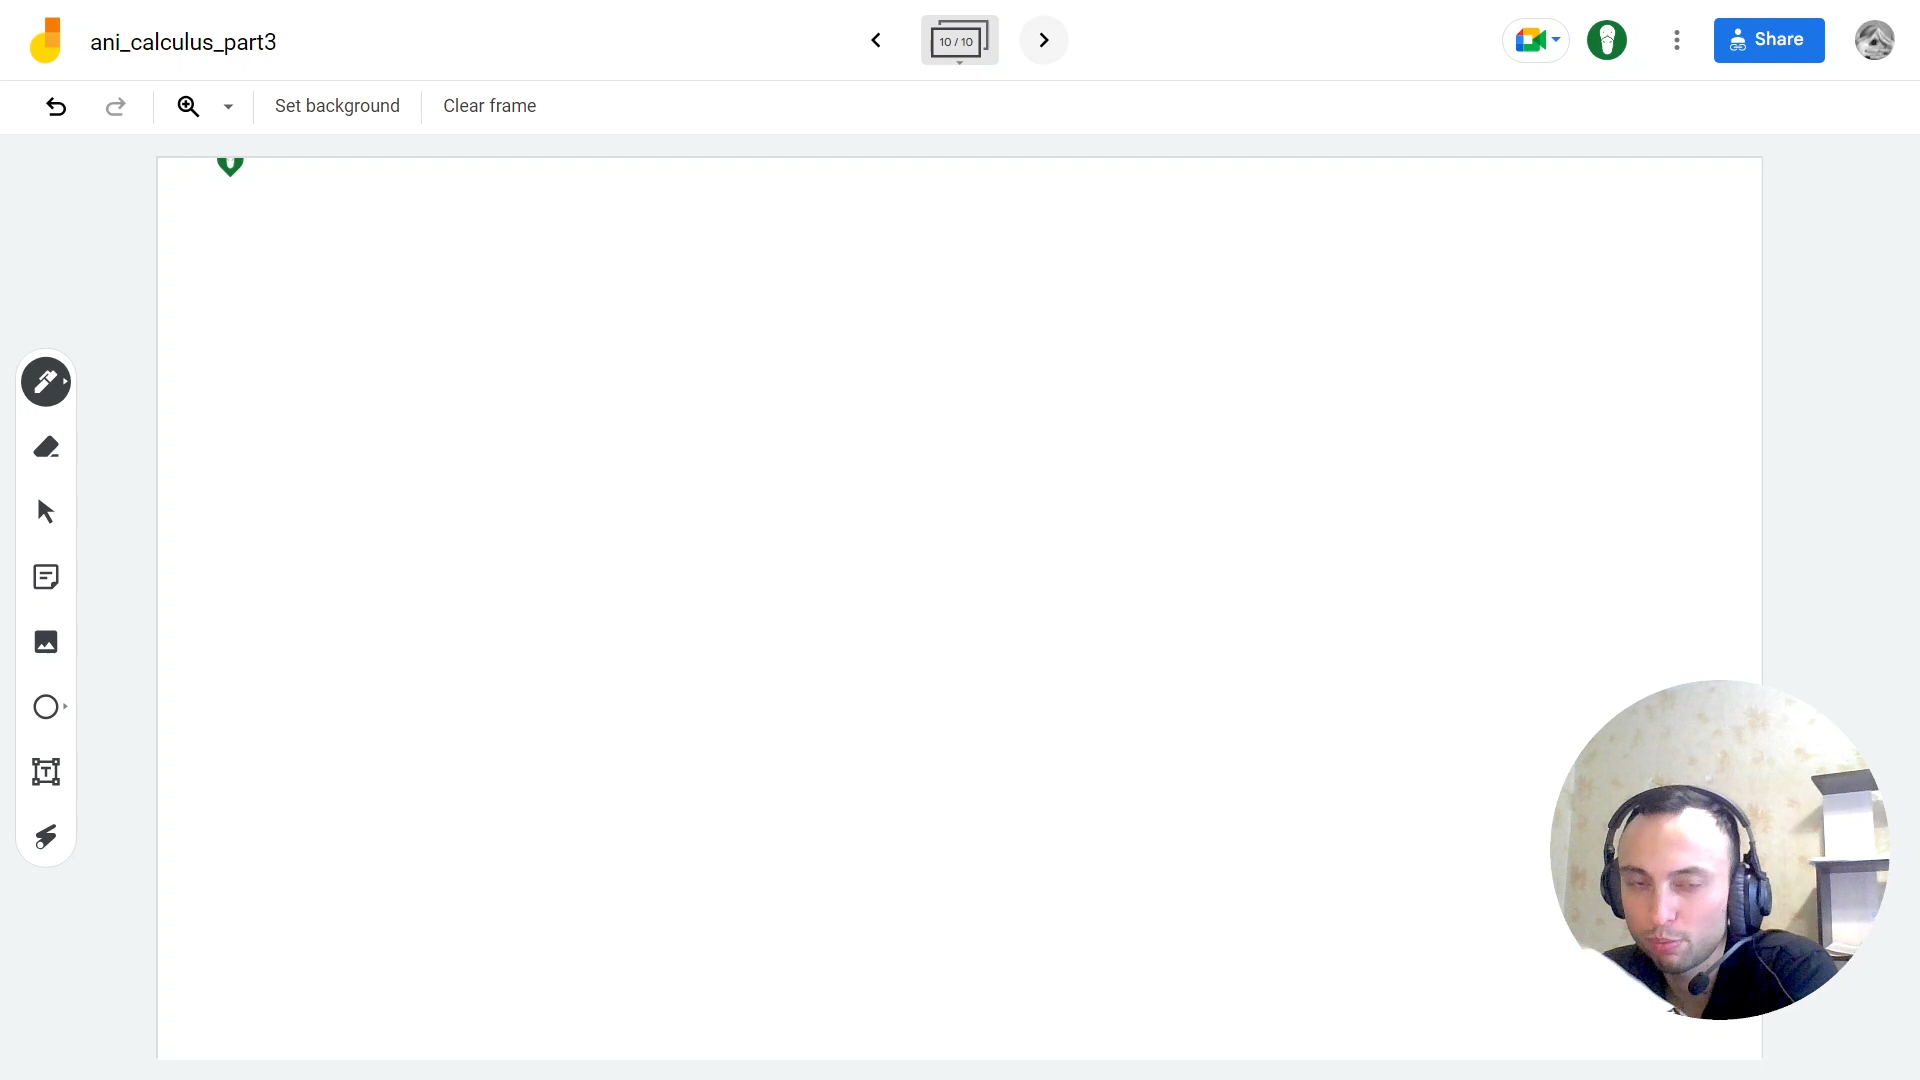 ani_calculus_part3
10 / 10
Share
Set background
Clear frame